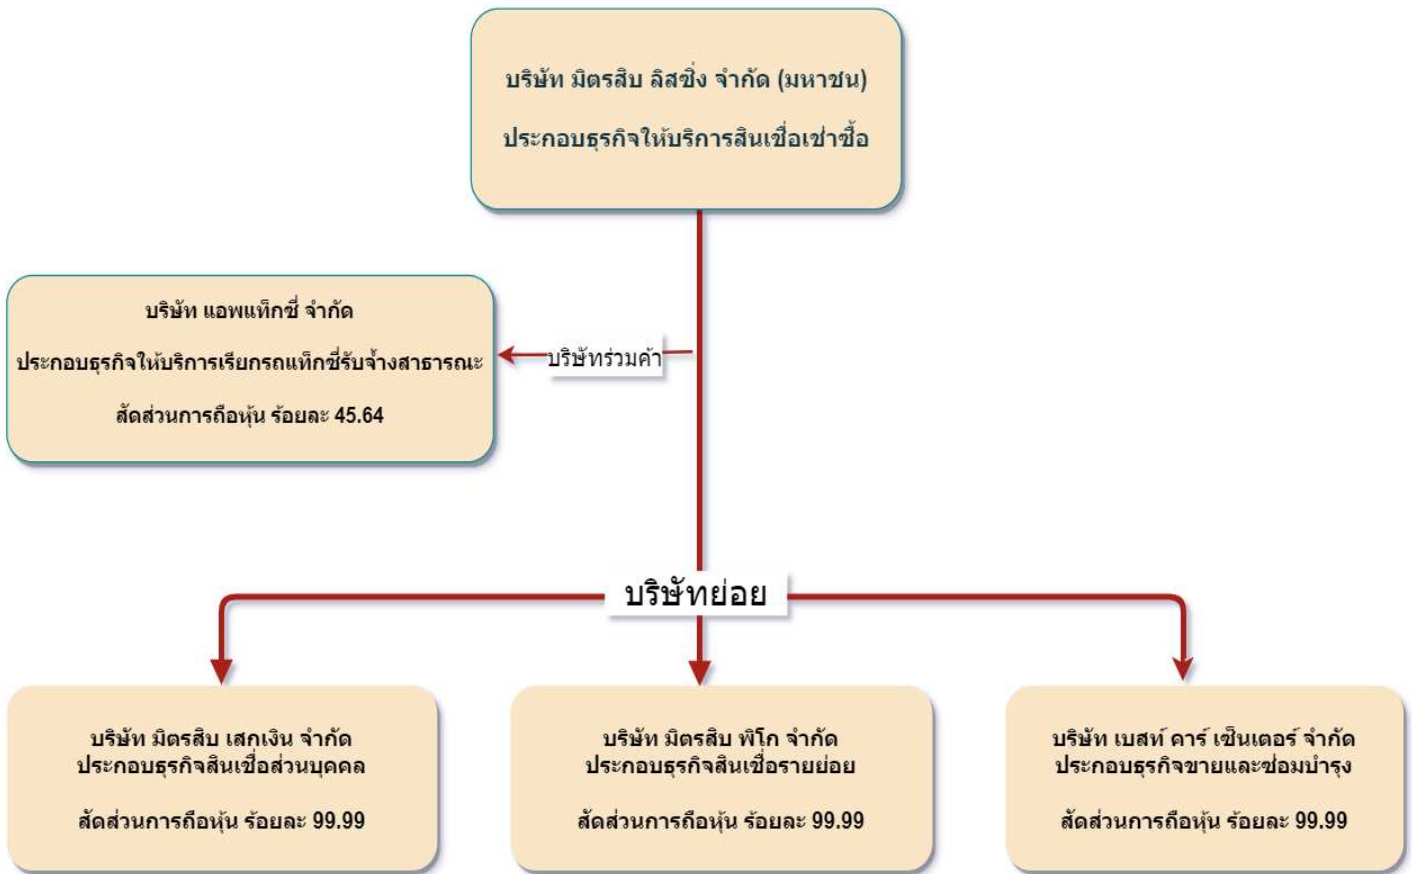 บริษัท มิตรสิบ ลิสซิ่ง จำกัด (มหาชน)
ประกอบธุรกิจให้บริการสินเชื่อเช่าซื้อ
บริษัท แอพแท็กซี่ จำกัด
ประกอบธุรกิจให้บริการเรียกรถแท็กซี่รับจ้างสาธารณะ
สัดส่วนการถือหุ้น ร้อยละ 45.64
บริษัทร่วมค้า
บริษัทย่อย
บริษัท มิตรสิบ เสกเงิน จำกัด
ประกอบธุรกิจสินเชื่อส่วนบุคคล
สัดส่วนการถือหุ้น ร้อยละ 99.99
บริษัท มิตรสิบ พิโก จำกัด
ประกอบธุรกิจสินเชื่อรายย่อย
สัดส่วนการถือหุ้น ร้อยละ 99.99
บริษัท เบสท์ คาร์ เซ็นเตอร์ จำกัด
ประกอบธุรกิจขายและซ่อมบำรุง
สัดส่วนการถือหุ้น ร้อยละ 99.99